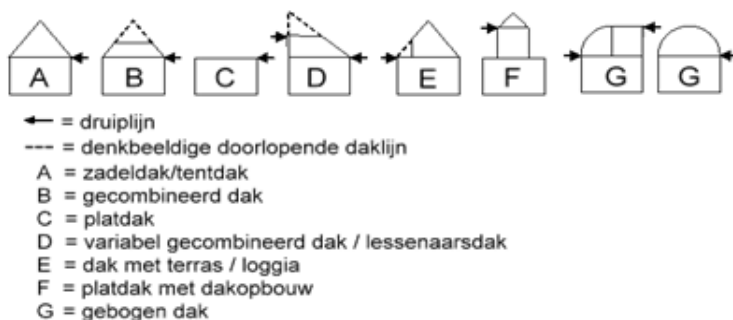 A B C D E F G G
= druiplijn
= denkbeeldige doorlopende daklijn
A = zadeldak/tentdak
B = gecombineerd dak
C = platdak
D = variabel gecombineerd dak / lessenaarsdak
E = dak met terras / loggia
F = platdak met dakopbouw
G = gebogen dak